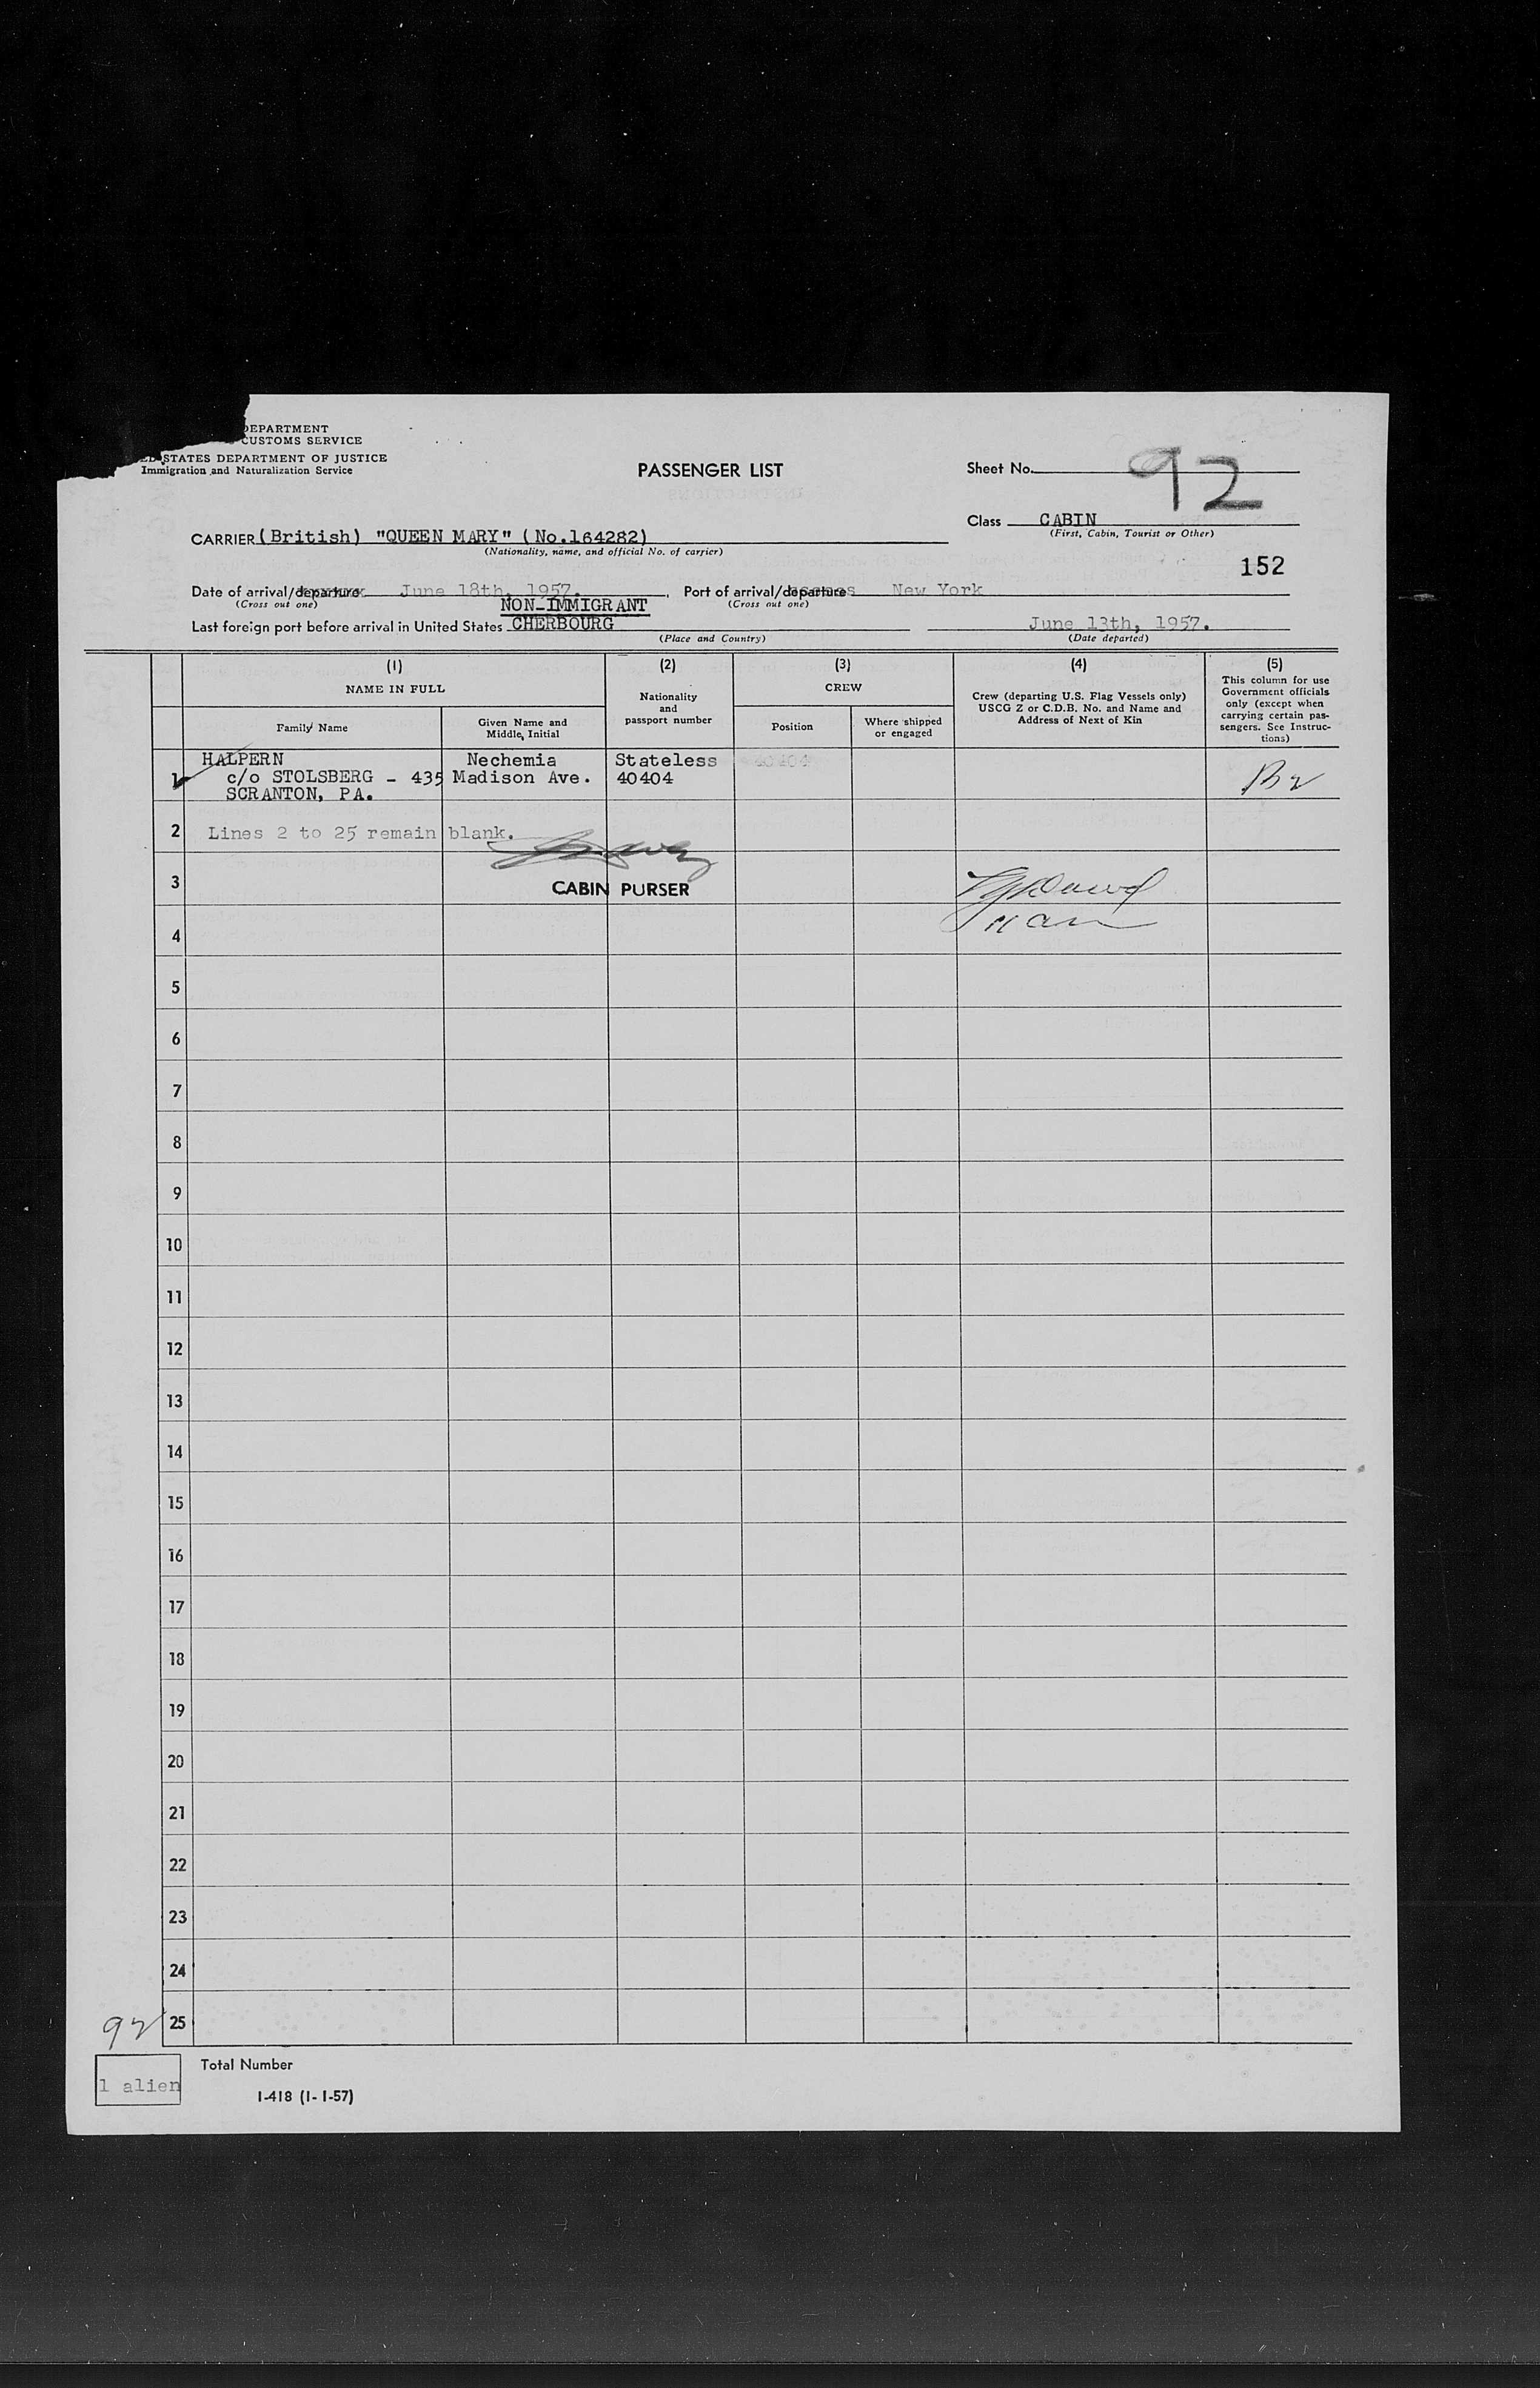 DEPARTMENT
CUSTOMS SERVICE
STATES DEPARTMENT OF JUSTICE
Immigration and Naturalization Service
PASSENGER LIST
Sheet No. 92
Class CABIN
(First, Cabin, Tourist or Other)
CARRIER (British) "QUEEN MARY" (No.164282)
(Nationality, name, and official No. of carrier)
152
Date of arrival/departure June 18th, 1957. Port of arrival/departure New York
(Cross out one) NON-IMMIGRANT (Cross out one)
Last foreign port before arrival in United States CHERBOURG June 13th, 1957.
(Place and Country) (Date departed)
(1) (2) (3) (4) (5)
NAME IN FULL
Family Name
Given Name and
Middle Initial
Nationality
and
passport number
CREW
Position
Where shipped
or engaged
Crew (departing U.S. Flag Vessels only)
USCG Z or C.D.B. No. and Name and
Address of Next of Kin
This column for use
Government officials
only (except when
carrying certain pas-
sengers. See Instruc-
tions)
HALPERN Nechemia Stateless 40404
1 c/o STOLSBERG - 435 Madison Ave. 40404 B2
SCRANTON, PA.
2 Lines 2 to 25 remain blank.
3 CABIN PURSER
4
5
6
7
8
9
10
11
12
13
14
15
16
17
18
19
20
21
22
23
24
92 25
1 alien Total Number
I-418 (1-1-57)